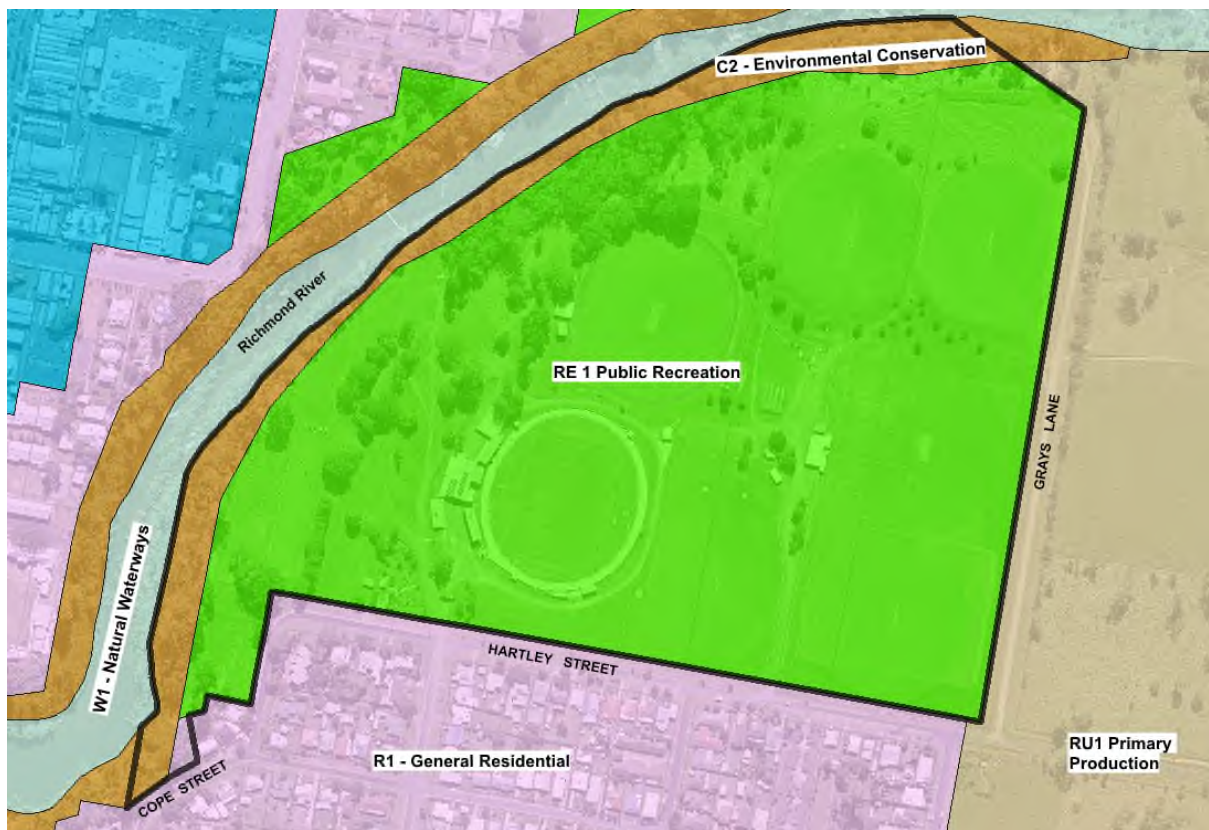 C2 - Environmental Conservation
Richmond River
RE 1 Public Recreation
GRAYS LANE
W1 - Natural Waterways
HARTLEY STREET
R1 - General Residential
RU1 Primary
Production
COPE STREET